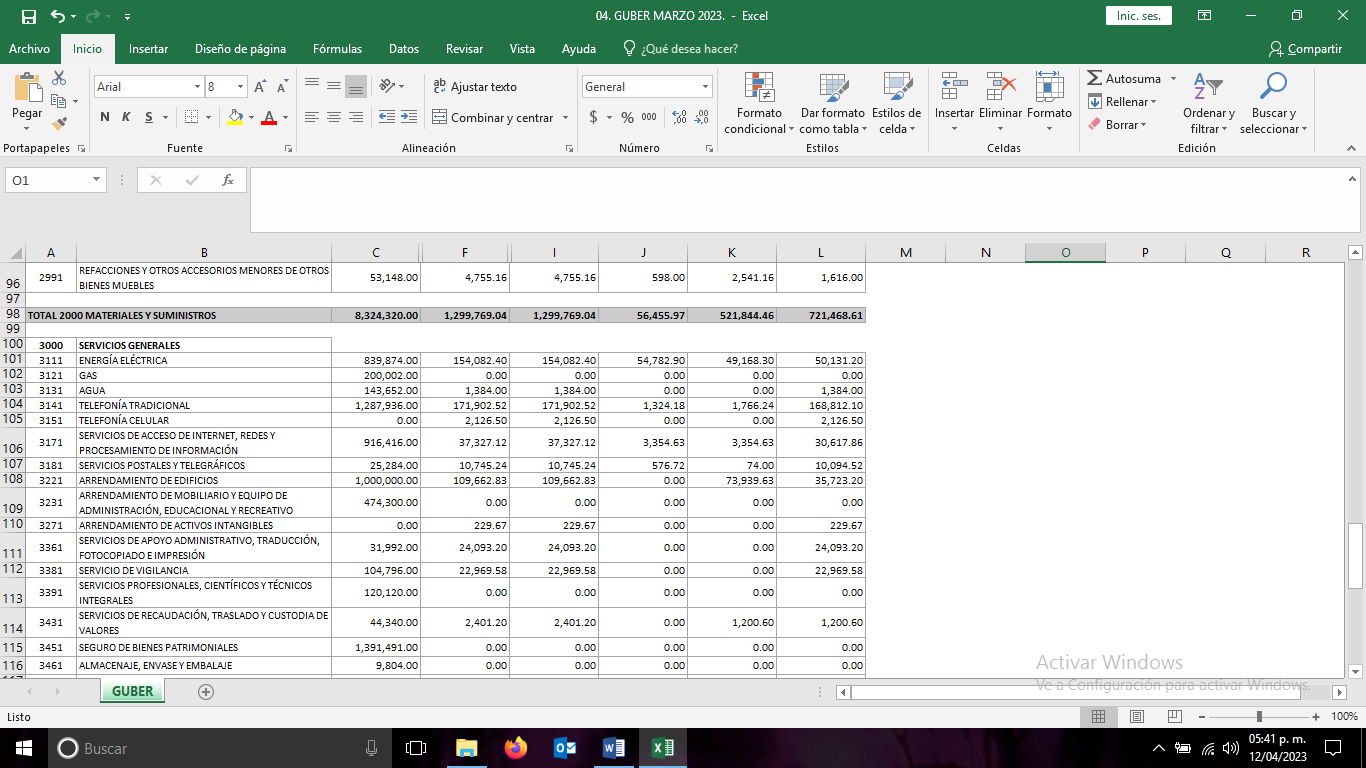 04. GUBER MARZO 2023. - Excel
Inic. ses.
Archivo Inicio Insertar Diseño de página Fórmulas Datos Revisar Vista Ayuda ¿Qué desea hacer? Compartir
Pegar
Arial 8
N K S
Ajustar texto
Combinar y centrar
General
$ % 000
Formato condicional
Dar formato como tabla
Estilos de celda
Insertar Eliminar Formato
Autosuma
Rellenar
Borrar
Ordenar y filtrar
Buscar y seleccionar
Portapapeles Fuente Alineación Número Estilos Celdas Edición
O1 fx
A B C F I J K L M N O P Q R
96 2991 REFACCIONES Y OTROS ACCESORIOS MENORES DE OTROS BIENES MUEBLES 53,148.00 4,755.16 4,755.16 598.00 2,541.16 1,616.00
97
98 TOTAL 2000 MATERIALES Y SUMINISTROS 8,324,320.00 1,299,769.04 1,299,769.04 56,455.97 521,844.46 721,468.61
99
100 3000 SERVICIOS GENERALES
101 3111 ENERGÍA ELÉCTRICA 839,874.00 154,082.40 154,082.40 54,782.90 49,168.30 50,131.20
102 3121 GAS 200,002.00 0.00 0.00 0.00 0.00 0.00
103 3131 AGUA 143,652.00 1,384.00 1,384.00 0.00 0.00 1,384.00
104 3141 TELEFONÍA TRADICIONAL 1,287,936.00 171,902.52 171,902.52 1,324.18 1,766.24 168,812.10
105 3151 TELEFONÍA CELULAR 0.00 2,126.50 2,126.50 0.00 0.00 2,126.50
106 3171 SERVICIOS DE ACCESO DE INTERNET, REDES Y PROCESAMIENTO DE INFORMACIÓN 916,416.00 37,327.12 37,327.12 3,354.63 3,354.63 30,617.86
107 3181 SERVICIOS POSTALES Y TELEGRÁFICOS 25,284.00 10,745.24 10,745.24 576.72 74.00 10,094.52
108 3221 ARRENDAMIENTO DE EDIFICIOS 1,000,000.00 109,662.83 109,662.83 0.00 73,939.63 35,723.20
109 3231 ARRENDAMIENTO DE MOBILIARIO Y EQUIPO DE ADMINISTRACIÓN, EDUCACIONAL Y RECREATIVO 474,300.00 0.00 0.00 0.00 0.00 0.00
110 3271 ARRENDAMIENTO DE ACTIVOS INTANGIBLES 0.00 229.67 229.67 0.00 0.00 229.67
111 3361 SERVICIOS DE APOYO ADMINISTRATIVO, TRADUCCIÓN, FOTOCOPIADO E IMPRESIÓN 31,992.00 24,093.20 24,093.20 0.00 0.00 24,093.20
112 3381 SERVICIO DE VIGILANCIA 104,796.00 22,969.58 22,969.58 0.00 0.00 22,969.58
113 3391 SERVICIOS PROFESIONALES, CIENTÍFICOS Y TÉCNICOS INTEGRALES 120,120.00 0.00 0.00 0.00 0.00 0.00
114 3431 SERVICIOS DE RECAUDACIÓN, TRASLADO Y CUSTODIA DE VALORES 44,340.00 2,401.20 2,401.20 0.00 1,200.60 1,200.60
115 3451 SEGURO DE BIENES PATRIMONIALES 1,391,491.00 0.00 0.00 0.00 0.00 0.00
116 3461 ALMACENAJE, ENVASE Y EMBALAJE 9,804.00 0.00 0.00 0.00 0.00 0.00
Activar Windows
Ve a Configuración para activar Windows.
GUBER
Listo 100%
Buscar
05:41 p. m.
12/04/2023